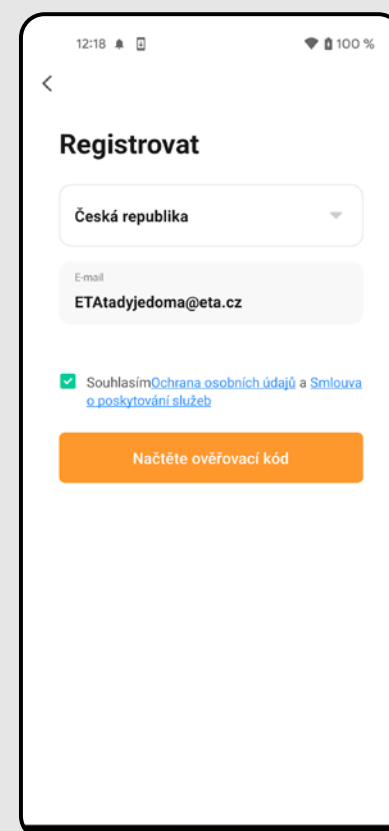 12:18 100 %
Registrovat
Česká republika
E-mail
ETAtadyjedoma@eta.cz
SouhlasímOchrana osobních údajů a Smlouva
o poskytování služeb
Načtěte ověřovací kód